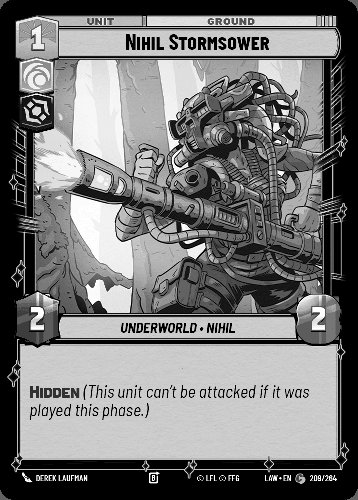 UNIT
GROUND
1
NIHIL STORMSOWER
2
2
UNDERWORLD • NIHIL
HIDDEN (This unit can't be attacked if it was
played this phase.)
DEREK LAUFMAN
© LFL © FFG
LAW • EN
C
209/264